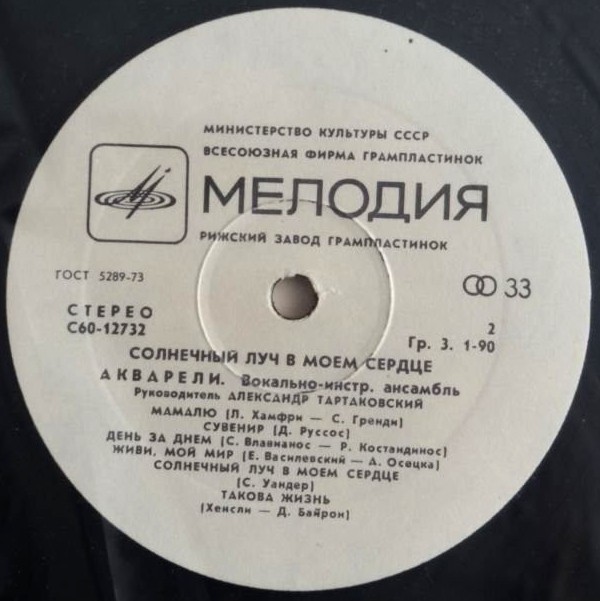 МИНИСТЕРСТВО КУЛЬТУРЫ СССР
ВСЕСОЮЗНАЯ ФИРМА ГРАМПЛАСТИНОК
МЕЛОДИЯ
РИЖСКИЙ ЗАВОД ГРАМПЛАСТИНОК
ГОСТ 5289-73
33
СТЕРЕО
С60-12732
2
Гр. 3. 1-90
СОЛНЕЧНЫЙ ЛУЧ В МОЕМ СЕРДЦЕ
АКВАРЕЛИ. Вокально-инстр. ансамбль
Руководитель АЛЕКСАНДР ТАРТАКОВСКИЙ
МАМАЛЮ (Л. Хамфри — С. Гренди)
СУВЕНИР (Д. Руссос)
ДЕНЬ ЗА ДНЕМ (С. Влавианос — Р. Костандинос)
ЖИВИ, МОЙ МИР (Е. Василевский — А. Осецка)
СОЛНЕЧНЫЙ ЛУЧ В МОЕМ СЕРДЦЕ
(С. Уандер)
ТАКОВА ЖИЗНЬ
(Хенсли — Д. Байрон)